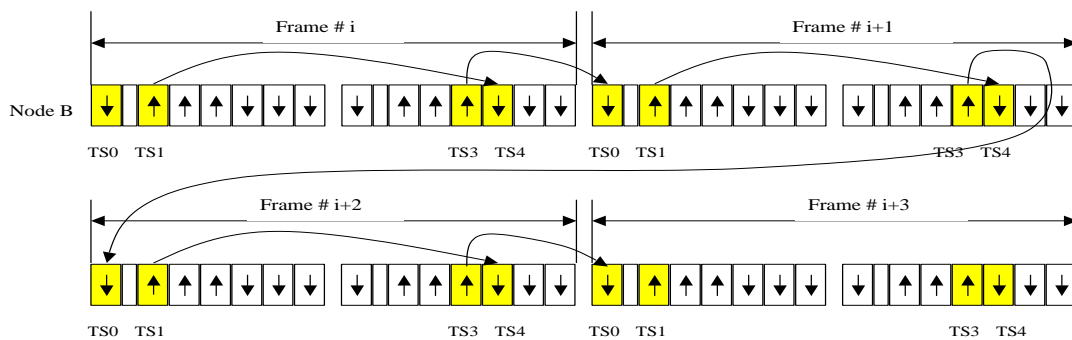 Frame # i Frame # i+1
Node B
TS0 TS1 TS3 TS4 TS0 TS1 TS3 TS4
Frame # i+2 Frame # i+3
TS0 TS1 TS3 TS4 TS0 TS1 TS3 TS4